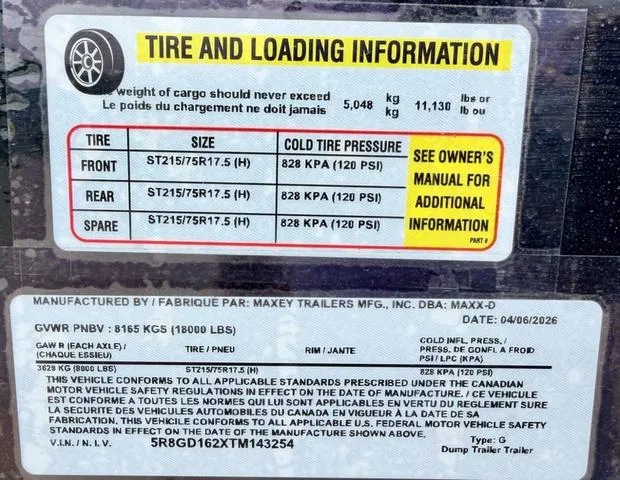 TIRE AND LOADING INFORMATION
weight of cargo should never exceed
Le poids du chargement ne doit jamais
5,048 kg kg 11,130 lbs or lb ou
TIRE SIZE COLD TIRE PRESSURE
FRONT ST215/75R17.5 (H) 828 KPA (120 PSI)
REAR ST215/75R17.5 (H) 828 KPA (120 PSI)
SPARE ST215/75R17.5 (H) 828 KPA (120 PSI)
SEE OWNER'S
MANUAL FOR
ADDITIONAL
INFORMATION
PART #
MANUFACTURED BY / FABRIQUE PAR: MAXEY TRAILERS MFG., INC. DBA: MAXX-D
DATE: 04/06/2026
GVWR PNBV : 8165 KGS (18000 LBS)
GAWR (EACH AXLE) / (CHAQUE ESSIEU) TIRE / PNEU RIM / JANTE COLD INFL. PRESS. / PRESS. DE GONFL A FROID PSI / LPC (KPA)
3629 KG (8000 LBS) ST215/75R17.5 (H) 828 KPA (120 PSI)
THIS VEHICLE CONFORMS TO ALL APPLICABLE STANDARDS PRESCRIBED UNDER THE CANADIAN
MOTOR VEHICLE SAFETY REGULATIONS IN EFFECT ON THE DATE OF MANUFACTURE. / CE VEHICULE
EST CONFORME A TOUTES LES NORMES QUI LUI SONT APPLICABLES EN VERTU DU REGLEMENT SURE
LA SECURITE DES VEHICULES AUTOMOBILES DU CANADA EN VIGUEUR À LA DATE DE SA
FABRICATION. THIS VEHICLE CONFORMS TO ALL APPLICABLE U.S. FEDERAL MOTOR VEHICLE SAFETY
STANDARDS IN EFFECT ON THE DATE OF THE MANUFACTURE SHOWN ABOVE.
V.I.N. / N.I.V. 5R8GD162XTM143254 Type: G
Dump Trailer Trailer